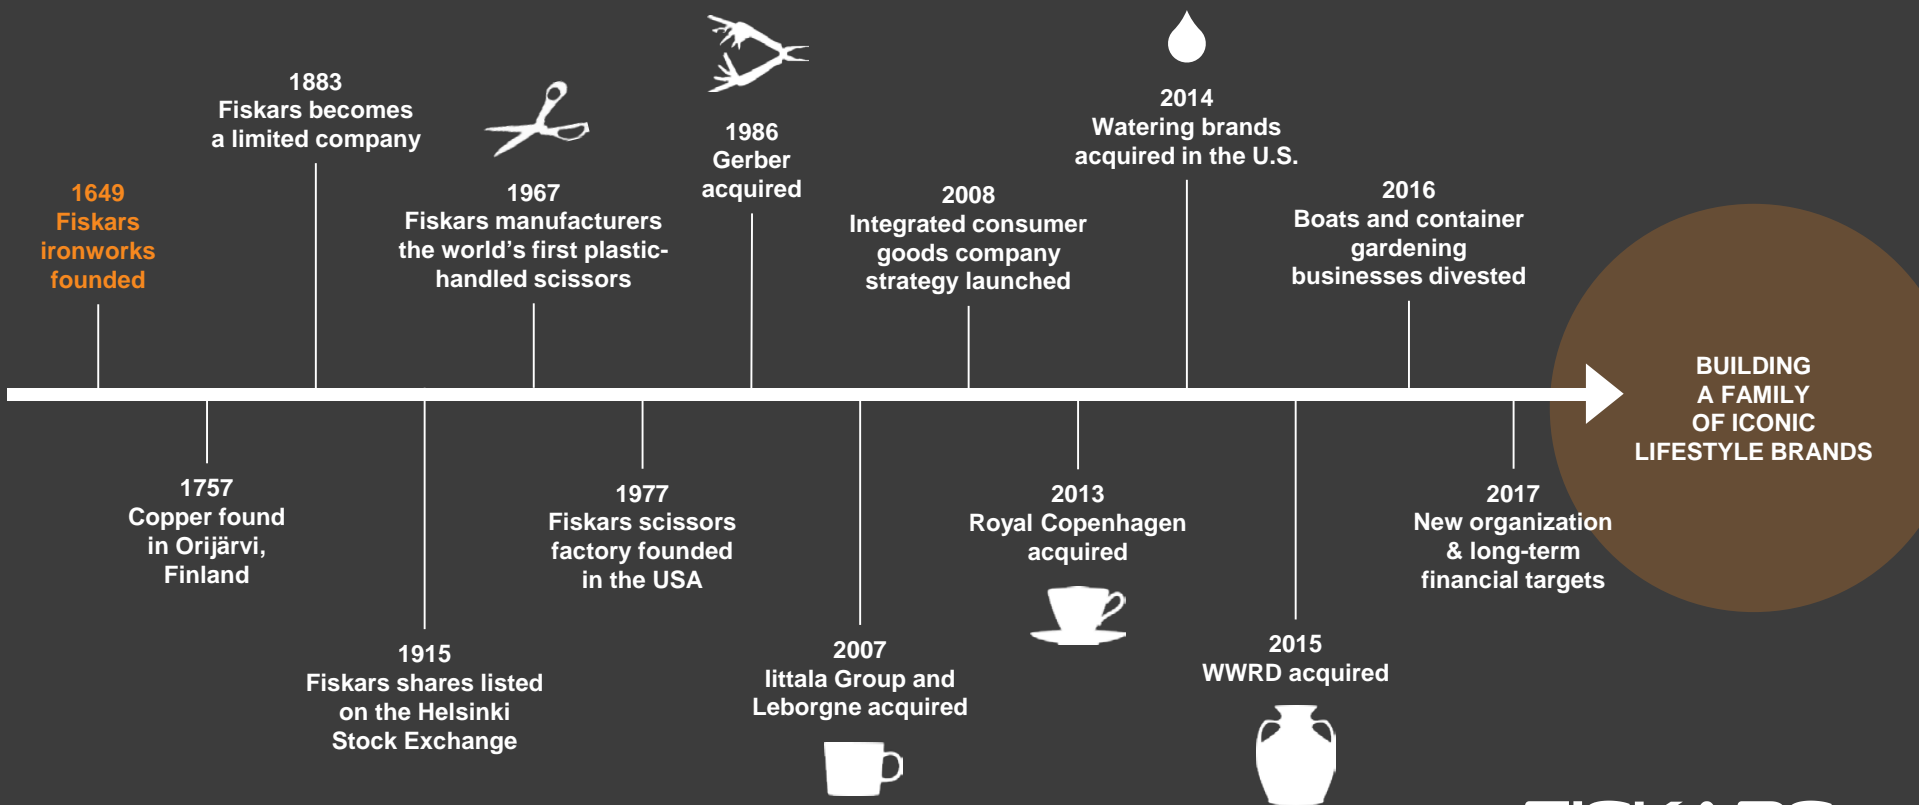 1649
Fiskars
ironworks
founded
1757
Copper found
in Orijärvi,
Finland
1883
Fiskars becomes
a limited company
1915
Fiskars shares listed
on the Helsinki
Stock Exchange
1967
Fiskars manufacturers
the world’s first plastic-
handled scissors
1977
Fiskars scissors
factory founded
in the USA
1986
Gerber
acquired
2007
Iittala Group and
Leborgne acquired
2008
Integrated consumer
goods company
strategy launched
2013
Royal Copenhagen
acquired
2014
Watering brands
acquired in the U.S.
2015
WWRD acquired
2016
Boats and container
gardening
businesses divested
2017
New organization
& long-term
financial targets
BUILDING
A FAMILY
OF ICONIC
LIFESTYLE BRANDS